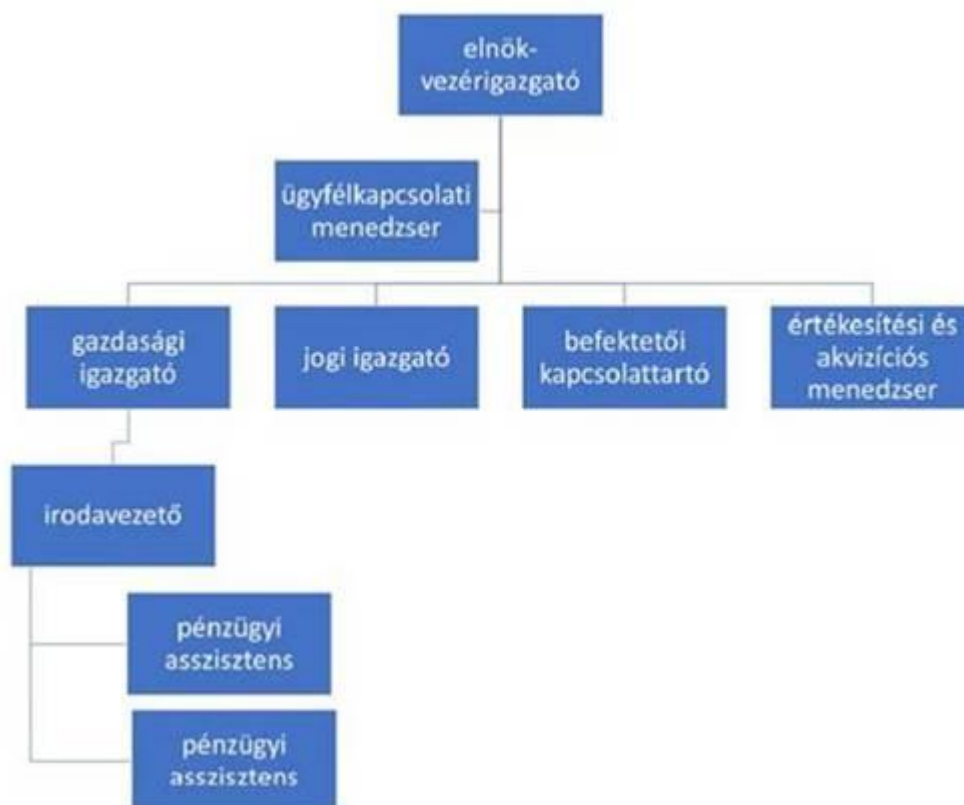 elnök-
vezérigazgató
ügyfélkapcsolati
menedzser
gazdasági
igazgató
jogi igazgató
befektetői
kapcsolattartó
értékesítési és
akvizíciós
menedzser
irodavezető
pénzügyi
asszisztens
pénzügyi
asszisztens